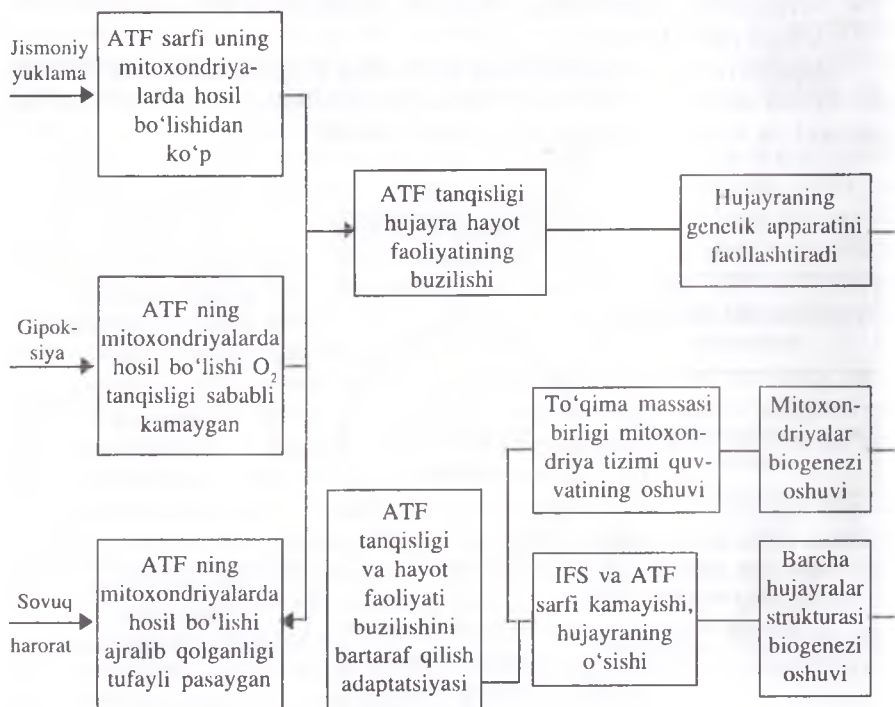 Jismoniy
yuklama
ATF sarfi uning
mitoxondriya-
larda hosil
bo‘lishidan
ko‘p
ATF tanqisligi
hujayra hayot
faoliyatining
buzilishi
Hujayraning
genetik apparatini
faollashtiradi
Gipok-
siya
ATF ning
mitoxondriyalarda
hosil bo‘lishi O₂
tanqisligi sababli
kamaygan
To‘qima massasi
birligi mitoxon-
driya tizimi quv-
vatining oshuvi
Mitoxon-
driyalar
biogenezi
oshuvi
Sovuq
harorat
ATF ning
mitoxondriyalarda
hosil bo‘lishi
ajralib qolganligi
tufayli pasaygan
ATF
tanqisligi
va hayot
faoliyati
buzilishini
bartaraf qilish
adaptatsiyasi
IFS va ATF
sarfi kamayishi,
hujayraning
o‘sishi
Barcha
hujayralar
strukturasi
biogenezi
oshuvi